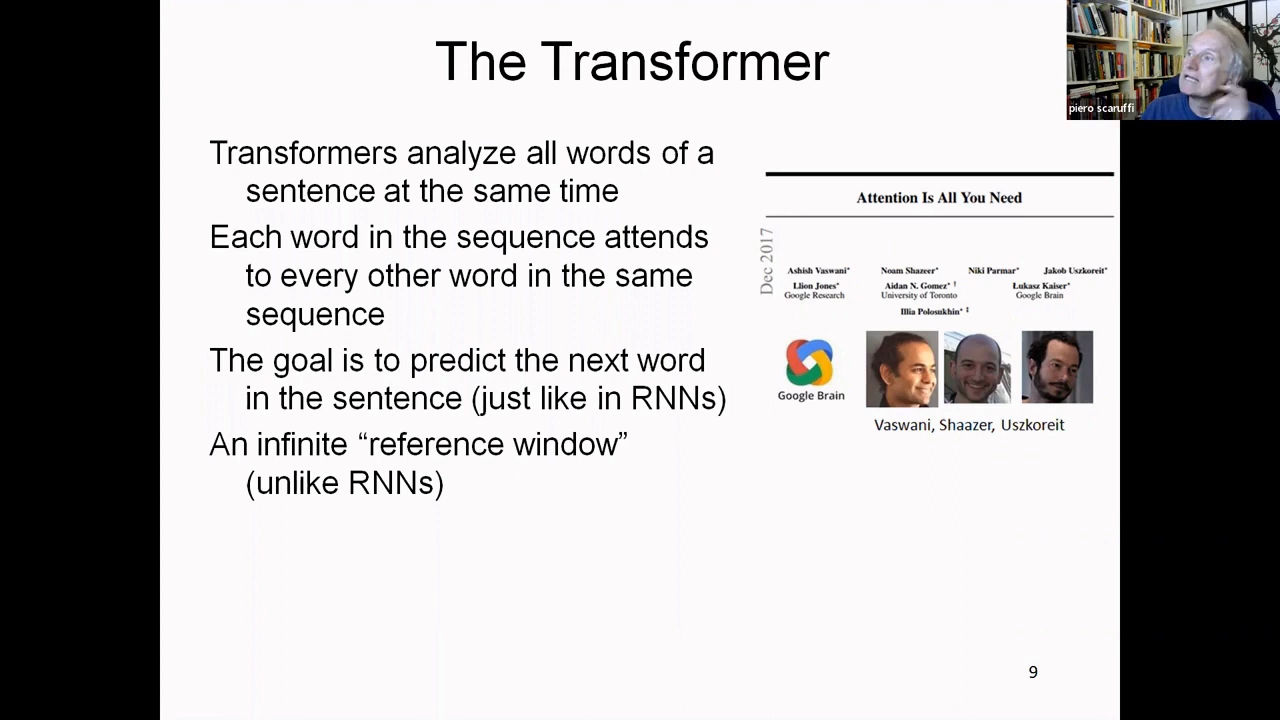 The Transformer
piero scaruffi
Transformers analyze all words of a
sentence at the same time
Each word in the sequence attends
to every other word in the same
sequence
The goal is to predict the next word
in the sentence (just like in RNNs)
An infinite “reference window”
(unlike RNNs)
Attention Is All You Need
Dec 2017
Ashish Vaswani* Noam Shazeer* Niki Parmar* Jakob Uszkoreit*
Llion Jones* Aidan N. Gomez* † Łukasz Kaiser*
Google Research University of Toronto Google Brain
Illia Polosukhin* ‡
Google Brain
Vaswani, Shaazer, Uszkoreit
9